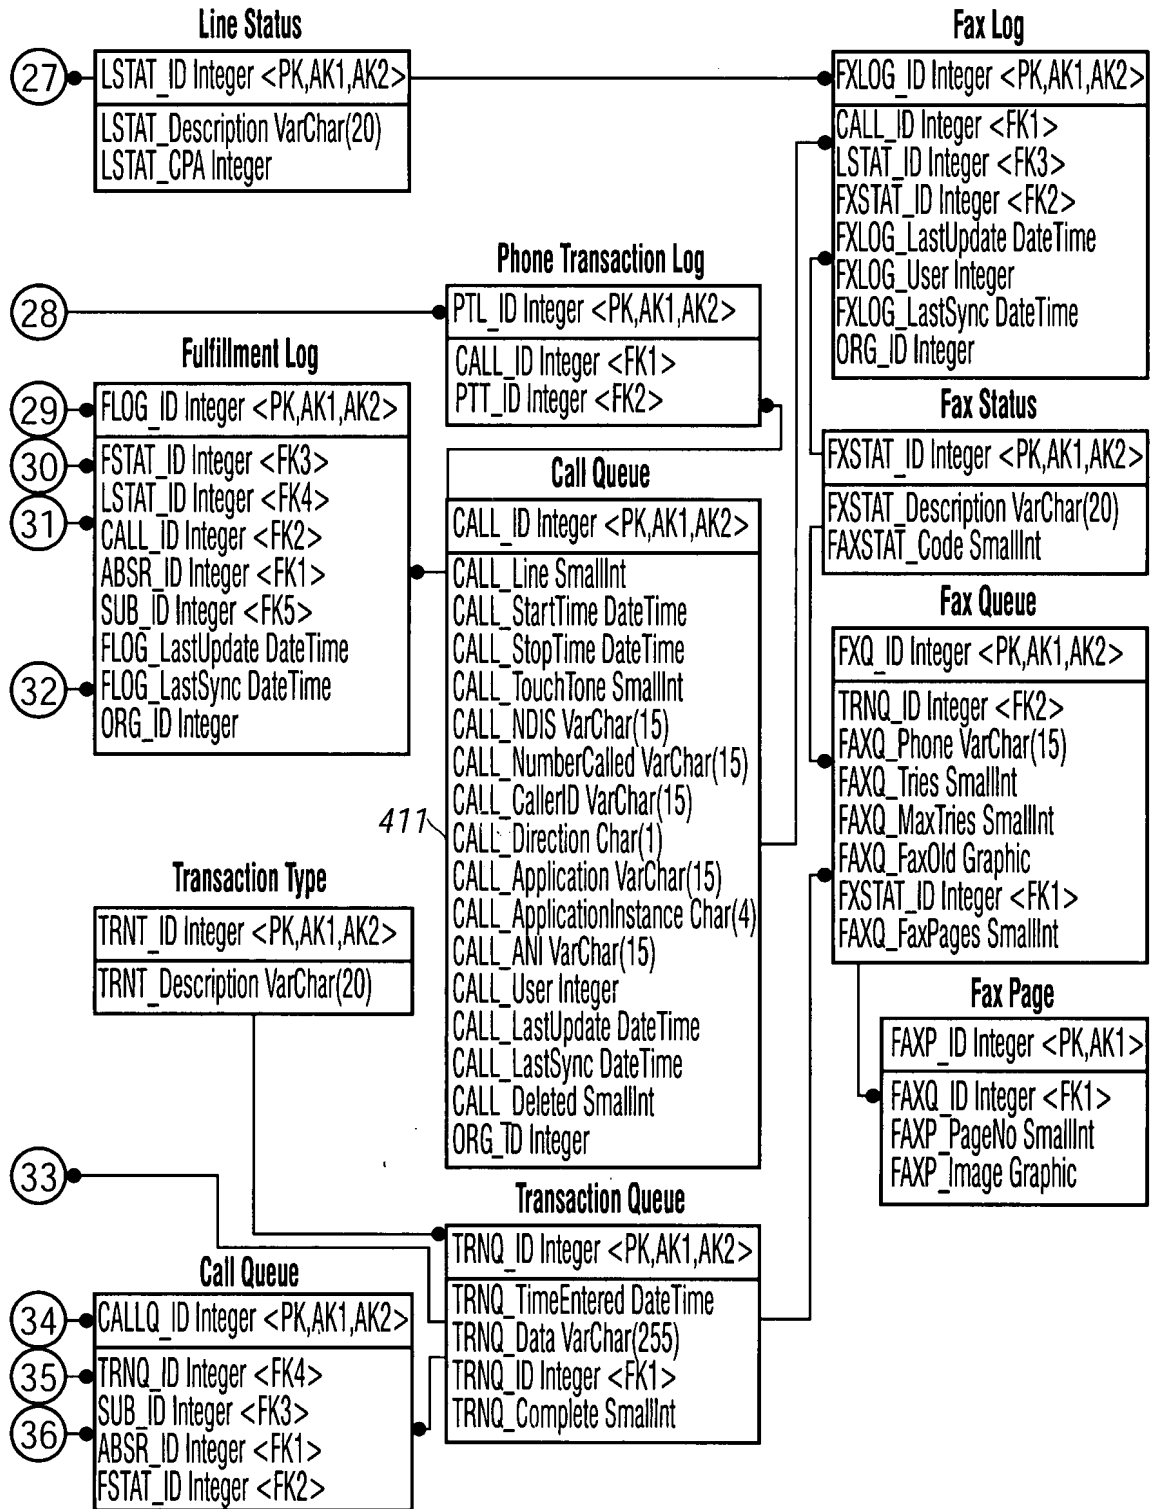 Line Status
27
LSTAT_ID Integer <PK,AK1,AK2>
LSTAT_Description VarChar(20)
LSTAT_CPA Integer
Fax Log
FXLOG_ID Integer <PK,AK1,AK2>
CALL_ID Integer <FK1>
LSTAT_ID Integer <FK3>
FXSTAT_ID Integer <FK2>
FXLOG_LastUpdate DateTime
FXLOG_User Integer
FXLOG_LastSync DateTime
ORG_ID Integer
Phone Transaction Log
28
PTL_ID Integer <PK,AK1,AK2>
CALL_ID Integer <FK1>
PTT_ID Integer <FK2>
Fulfillment Log
29
FLOG_ID Integer <PK,AK1,AK2>
30
FSTAT_ID Integer <FK3>
LSTAT_ID Integer <FK4>
31
CALL_ID Integer <FK2>
ABSR_ID Integer <FK1>
SUB_ID Integer <FK5>
FLOG_LastUpdate DateTime
32
FLOG_LastSync DateTime
ORG_ID Integer
Fax Status
FXSTAT_ID Integer <PK,AK1,AK2>
FXSTAT_Description VarChar(20)
FAXSTAT_Code SmallInt
Call Queue
CALL_ID Integer <PK,AK1,AK2>
CALL_Line SmallInt
CALL_StartTime DateTime
CALL_StopTime DateTime
CALL_TouchTone SmallInt
CALL_NDIS VarChar(15)
CALL_NumberCalled VarChar(15)
CALL_CallerID VarChar(15)
411
CALL_Direction Char(1)
CALL_Application VarChar(15)
CALL_ApplicationInstance Char(4)
CALL_ANI VarChar(15)
CALL_User Integer
CALL_LastUpdate DateTime
CALL_LastSync DateTime
CALL_Deleted SmallInt
ORG_ID Integer
Fax Queue
FXQ_ID Integer <PK,AK1,AK2>
TRNQ_ID Integer <FK2>
FAXQ_Phone VarChar(15)
FAXQ_Tries SmallInt
FAXQ_MaxTries SmallInt
FAXQ_FaxOld Graphic
FXSTAT_ID Integer <FK1>
FAXQ_FaxPages SmallInt
Transaction Type
TRNT_ID Integer <PK,AK1,AK2>
TRNT_Description VarChar(20)
Fax Page
FAXP_ID Integer <PK,AK1>
FAXQ_ID Integer <FK1>
FAXP_PageNo SmallInt
FAXP_Image Graphic
33
Transaction Queue
TRNQ_ID Integer <PK,AK1,AK2>
TRNQ_TimeEntered DateTime
TRNQ_Data VarChar(255)
TRNQ_ID Integer <FK1>
TRNQ_Complete SmallInt
Call Queue
34
CALLQ_ID Integer <PK,AK1,AK2>
35
TRNQ_ID Integer <FK4>
SUB_ID Integer <FK3>
36
ABSR_ID Integer <FK1>
FSTAT_ID Integer <FK2>